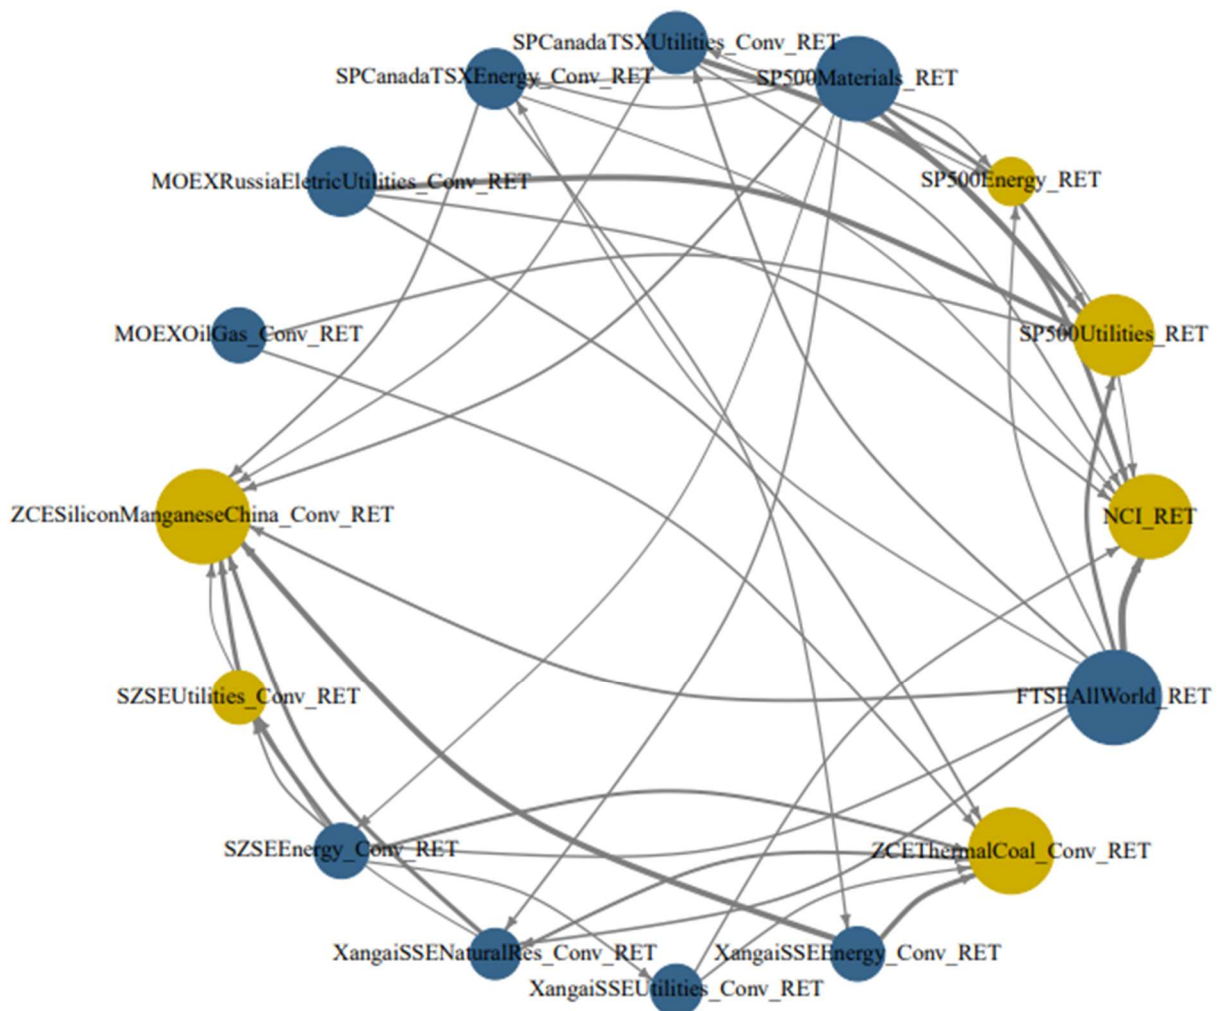 SPCanadaTSXUtilities_Conv_RET
SPCanadaTSXEnergy_Conv_RET
SP500Materials_RET
MOEXRussiaEletricUtilities_Conv_RET
SP500Energy_RET
MOEXOilGas_Conv_RET
SP500Utilities_RET
ZCESiliconManganeseChina_Conv_RET
NCI_RET
SZSEUtilities_Conv_RET
FTSEAllWorld_RET
SZSEEnergy_Conv_RET
ZCEThermalCoal_Conv_RET
XangaiSSENaturalRes_Conv_RET
XangaiSSEEnergy_Conv_RET
XangaiSSEUtilities_Conv_RET